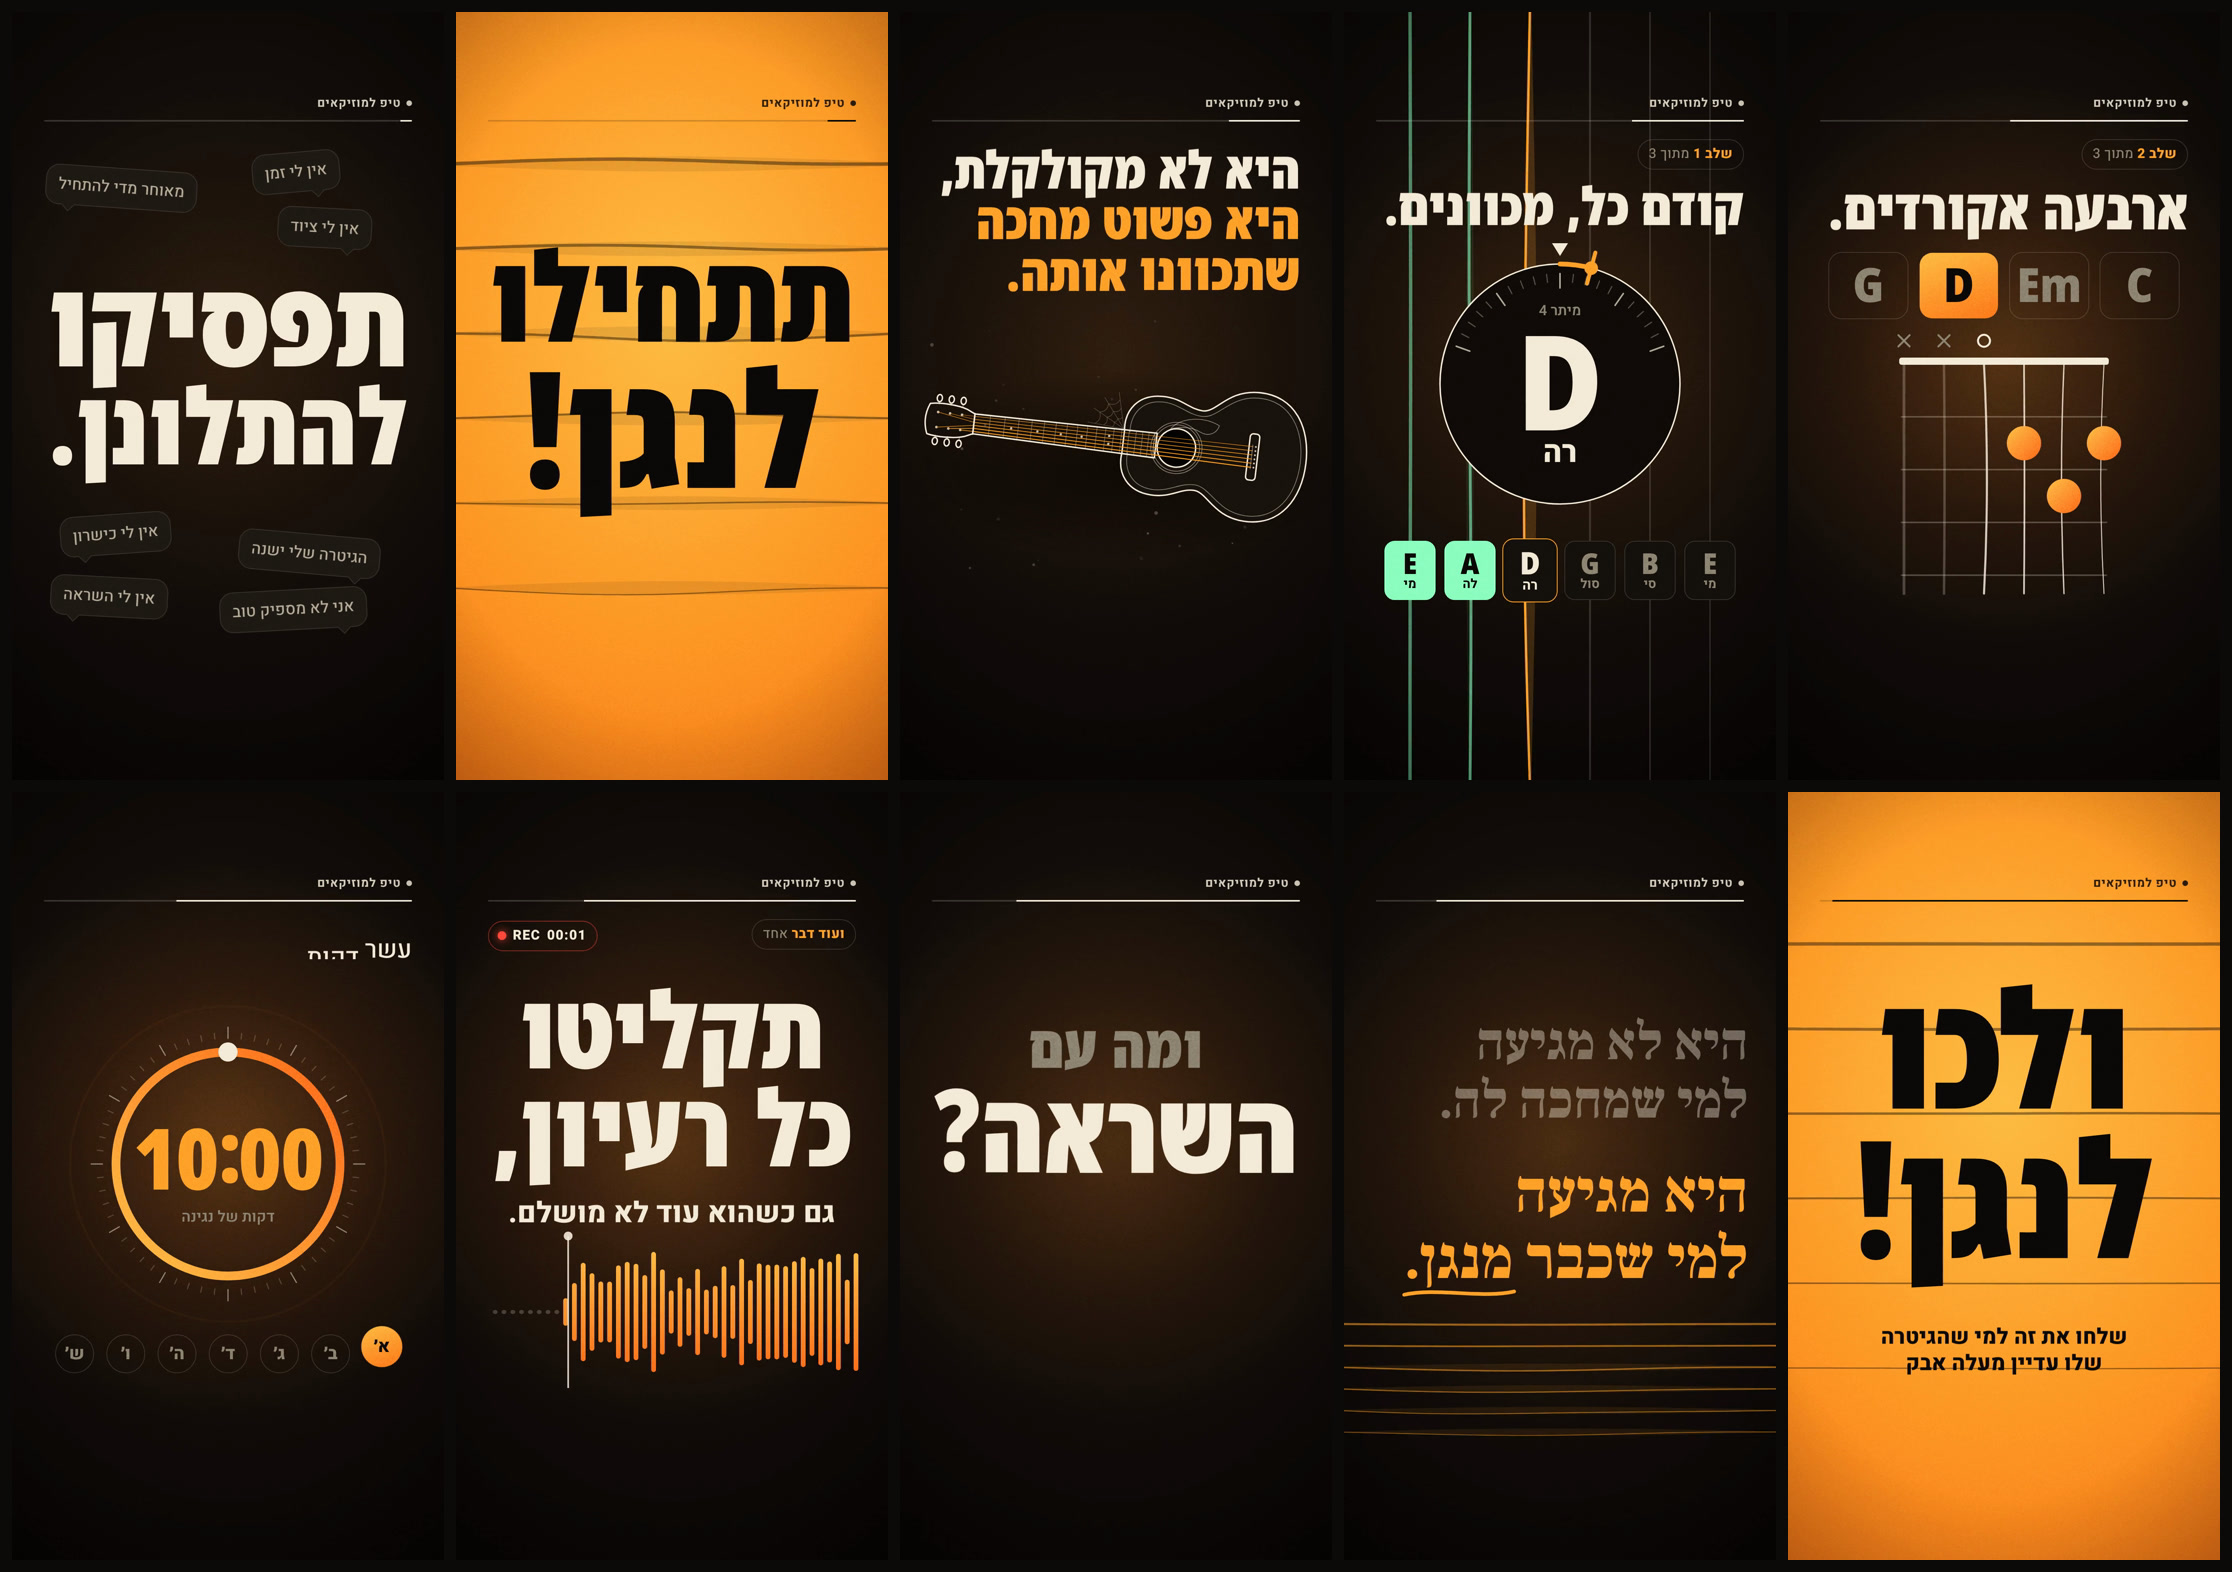 טיפ למוזיקאים
אין לי זמן
מאוחר מדי להתחיל
אין לי ציוד
תפסיקו
להתלונן.
אין לי כישרון
הגיטרה שלי ישנה
אין לי השראה
אני לא מספיק טוב
טיפ למוזיקאים
תתחילו
לנגן!
טיפ למוזיקאים
היא לא מקולקלת,
היא פשוט מחכה
שתכוונו אותה.
טיפ למוזיקאים
שלב 1 מתוך 3
קודם כל, מכוונים.
מיתר 4
D
רה
E A D G B E
מי לה רה סול סי מי
טיפ למוזיקאים
שלב 2 מתוך 3
ארבעה אקורדים.
G D Em C
טיפ למוזיקאים
עשר דקות
10:00
דקות של נגינה
א' ב' ג' ד' ה' ו' ש'
טיפ למוזיקאים
ועוד דבר אחד
REC 00:01
תקליטו
כל רעיון,
גם כשהוא עוד לא מושלם.
טיפ למוזיקאים
ומה עם
השראה?
טיפ למוזיקאים
היא לא מגיעה
למי שמחכה לה.
היא מגיעה
למי שכבר מנגן.
טיפ למוזיקאים
ולכו
לנגן!
שלחו את זה למי שהגיטרה
שלו עדיין מעלה אבק